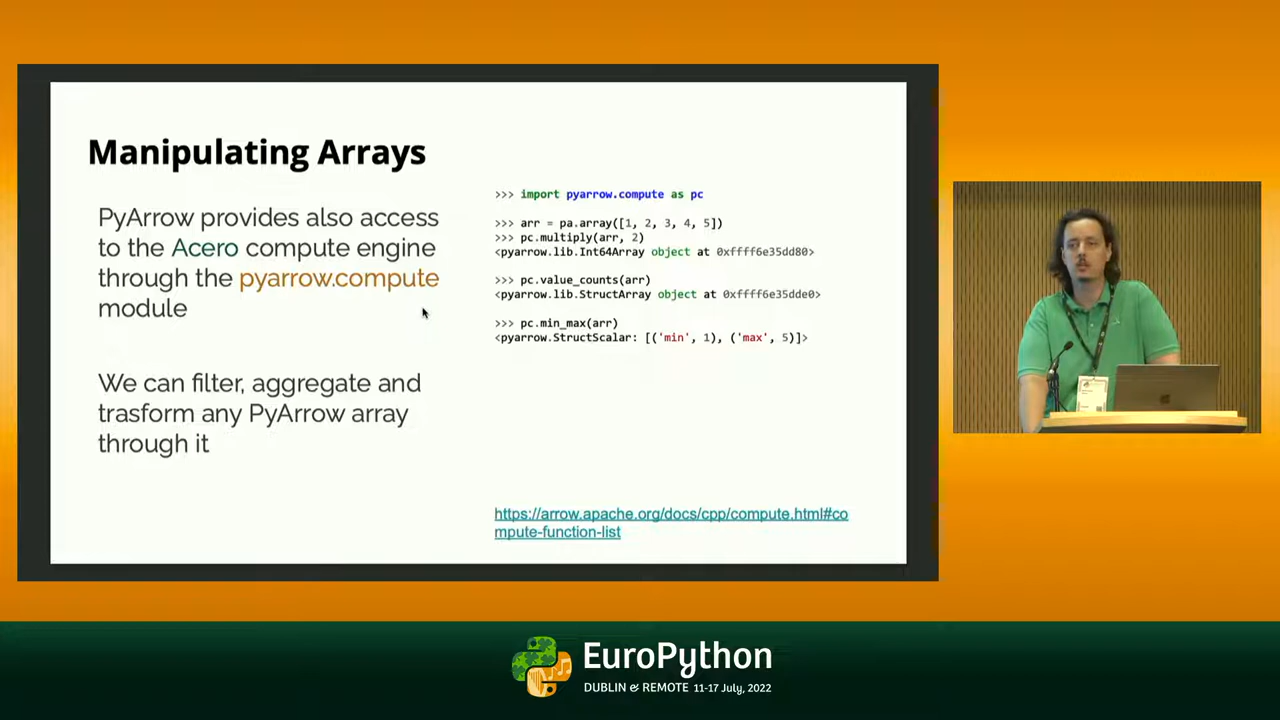 Manipulating Arrays
PyArrow provides also access
to the Acero compute engine
through the pyarrow.compute
module
We can filter, aggregate and
trasform any PyArrow array
through it
>>> import pyarrow.compute as pc
>>> arr = pa.array([1, 2, 3, 4, 5])
>>> pc.multiply(arr, 2)
<pyarrow.lib.Int64Array object at 0xffff6e35dd80>
>>> pc.value_counts(arr)
<pyarrow.lib.StructArray object at 0xffff6e35dde0>
>>> pc.min_max(arr)
<pyarrow.StructScalar: [('min', 1), ('max', 5)]>
https://arrow.apache.org/docs/cpp/compute.html#co
mpute-function-list
EuroPython
DUBLIN & REMOTE 11-17 July, 2022